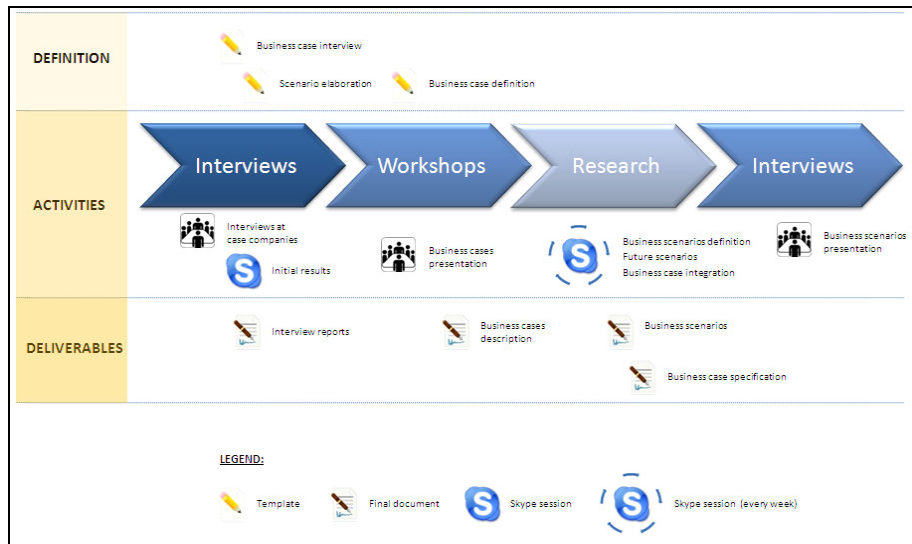 DEFINITION
Business case interview
Scenario elaboration
Business case definition
ACTIVITIES
Interviews
Workshops
Research
Interviews
Interviews at
case companies
Initial results
Business cases
presentation
Business scenarios definition
Future scenarios
Business case integration
Business scenarios
presentation
DELIVERABLES
Interview reports
Business cases
description
Business scenarios
Business case specification
LEGEND:
Template
Final document
Skype session
Skype session (every week)